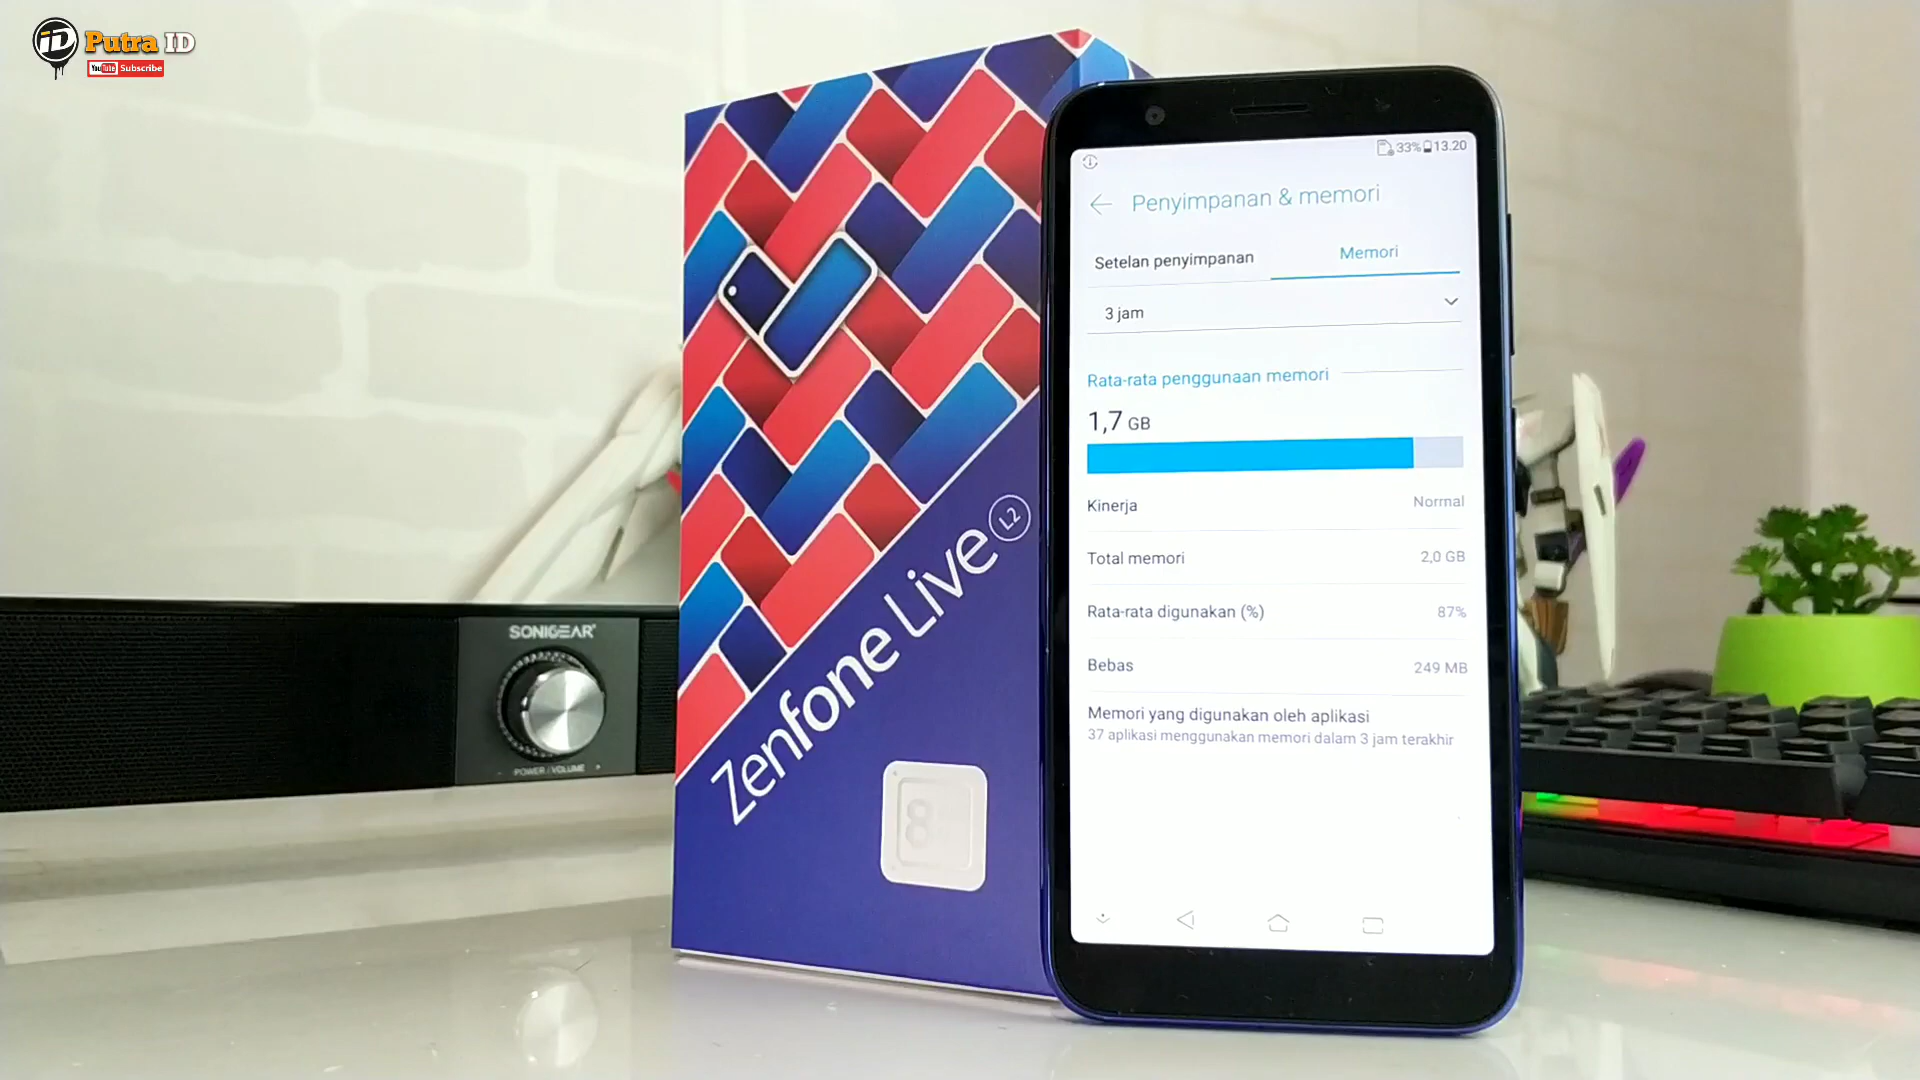 iD
Putra ID
YouTube Subscribe
SONICGEAR
POWER / VOLUME
Zenfone Live L2
8
33% 13.20
Penyimpanan & memori
Setelan penyimpanan
Memori
3 jam
Rata-rata penggunaan memori
1,7 GB
Kinerja
Normal
Total memori
2,0 GB
Rata-rata digunakan (%)
87%
Bebas
249 MB
Memori yang digunakan oleh aplikasi
37 aplikasi menggunakan memori dalam 3 jam terakhir